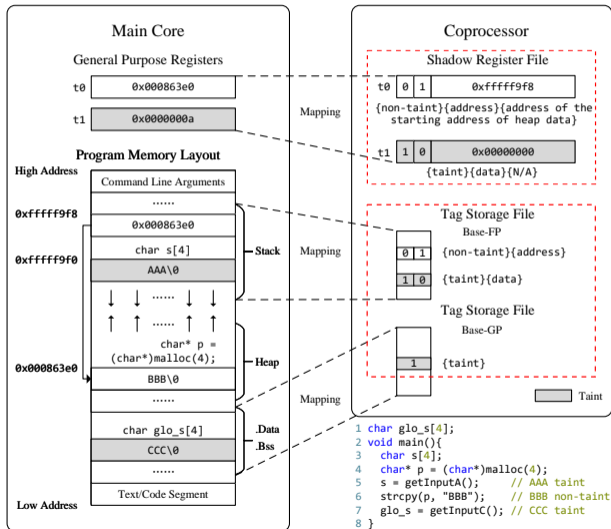 Main Core
General Purpose Registers
t0
0x000863e0
t1
0x0000000a
Program Memory Layout
High Address
Command Line Arguments
......
0xfffff9f8
0x000863e0
char s[4]
0xfffff9f0
AAA\0
Stack
......
......
char* p =
(char*)malloc(4);
Heap
0x000863e0
BBB\0
......
char glo_s[4]
.Data
.Bss
CCC\0
......
Low Address
Text/Code Segment
Mapping
Mapping
Mapping
Coprocessor
Shadow Register File
t0
0
1
0xfffff9f8
{non-taint}{address}{address of the
starting address of heap data}
t1
1
0
0x00000000
{taint}{data}{N/A}
Tag Storage File
Base-FP
0
1
{non-taint}{address}
1
0
{taint}{data}
Tag Storage File
Base-GP
1
{taint}
Taint
1 char glo_s[4];
2 void main(){
3 char s[4];
4 char* p = (char*)malloc(4);
5 s = getInputA(); // AAA taint
6 strcpy(p, "BBB"); // BBB non-taint
7 glo_s = getInputC(); // CCC taint
8 }